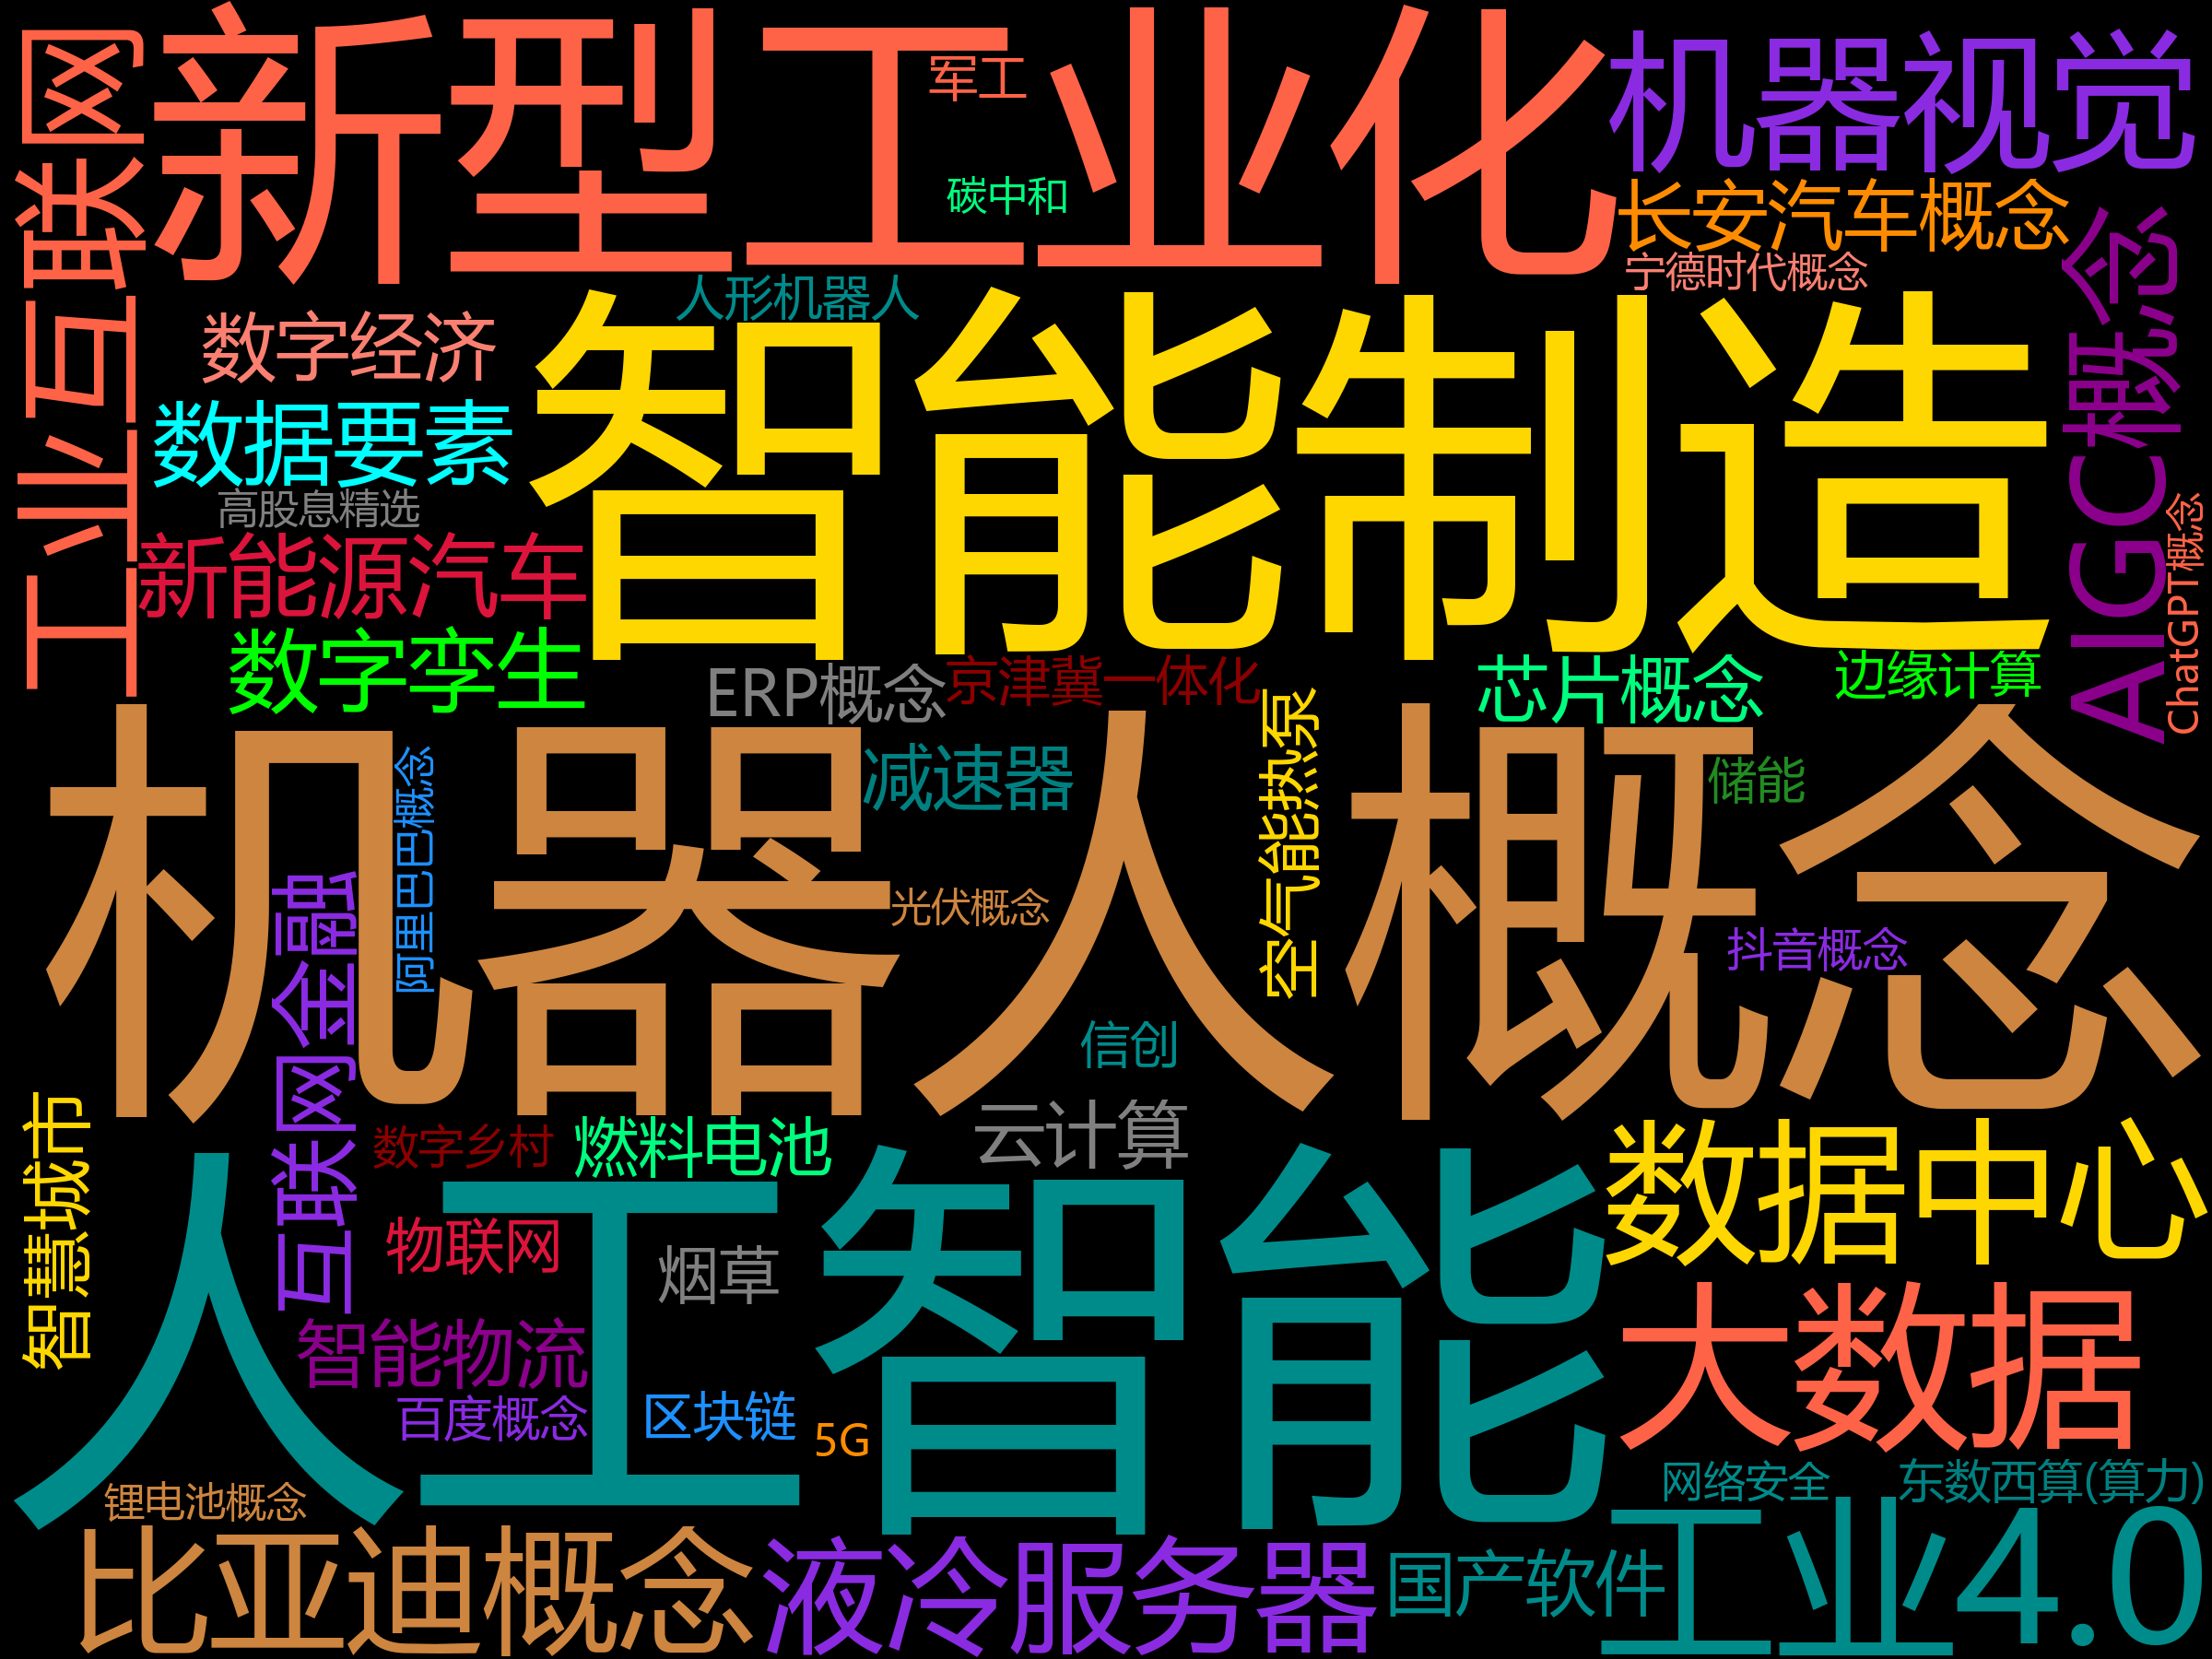 新型工业化
军工
机器视觉
工业互联网
碳中和
长安汽车概念
宁德时代概念
人形机器人
数字经济
智能制造
AIGC概念
数据要素
高股息精选
ChatGPT概念
新能源汽车
数字孪生
ERP概念
京津冀一体化
芯片概念
边缘计算
机器人概念
减速器
空气能热泵
储能
阿里巴巴概念
光伏概念
抖音概念
互联网金融
信创
智慧城市
数字乡村
燃料电池
云计算
数据中心
人工智能
物联网
烟草
大数据
智能物流
百度概念
区块链
5G
锂电池概念
网络安全
东数西算(算力)
比亚迪概念
液冷服务器
国产软件
工业4.0